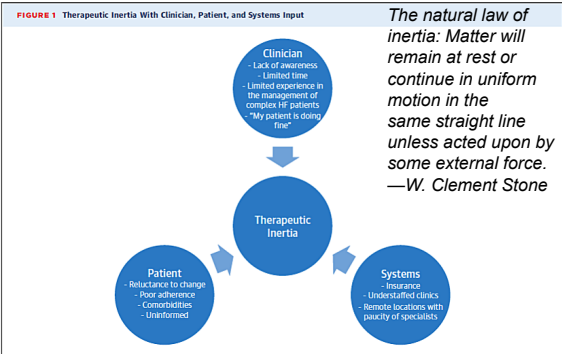 FIGURE 1 Therapeutic Inertia With Clinician, Patient, and Systems Input
The natural law of
inertia: Matter will
remain at rest or
continue in uniform
motion in the
same straight line
unless acted upon by
some external force.
—W. Clement Stone
Clinician
- Lack of awareness
- Limited time
- Limited experience in
the management of
complex HF patients
- "My patient is doing
fine"
Therapeutic
Inertia
Patient
- Reluctance to change
- Poor adherence
- Comorbidities
- Uninformed
Systems
- Insurance
- Understaffed clinics
- Remote locations with
paucity of specialists